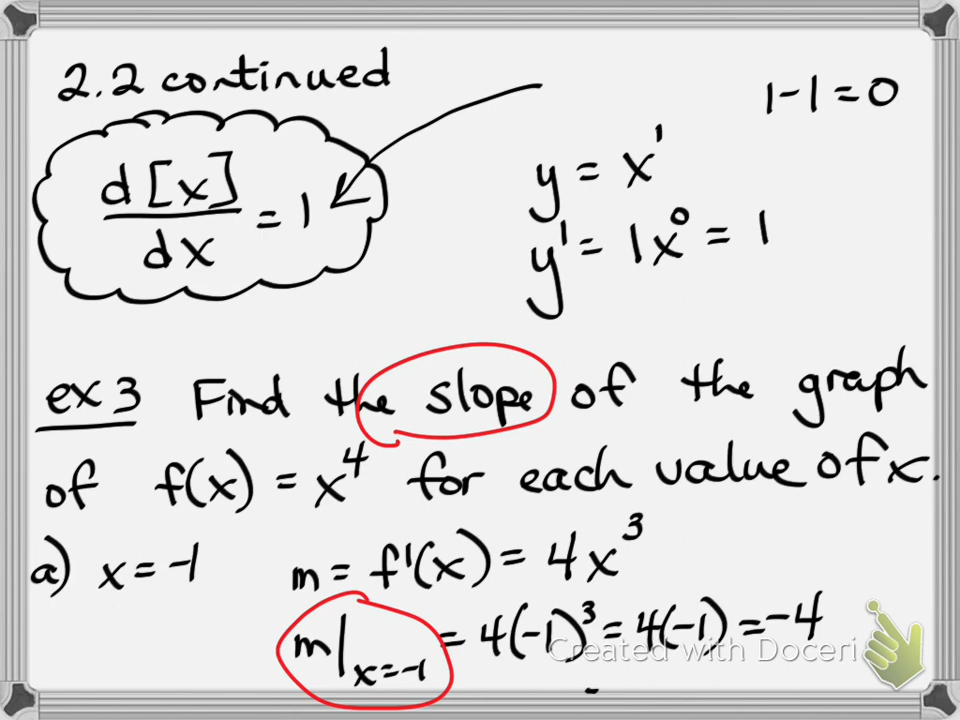 2.2 continued
1-1=0
d[x]/dx = 1
y = x¹
y' = 1x⁰ = 1
ex 3 Find the slope of the graph
of f(x) = x⁴ for each value of x.
a) x = -1 m = f'(x) = 4x³
m|ₓ₌₋₁ = 4(-1)³ = 4(-1) = -4
Created with Doceri